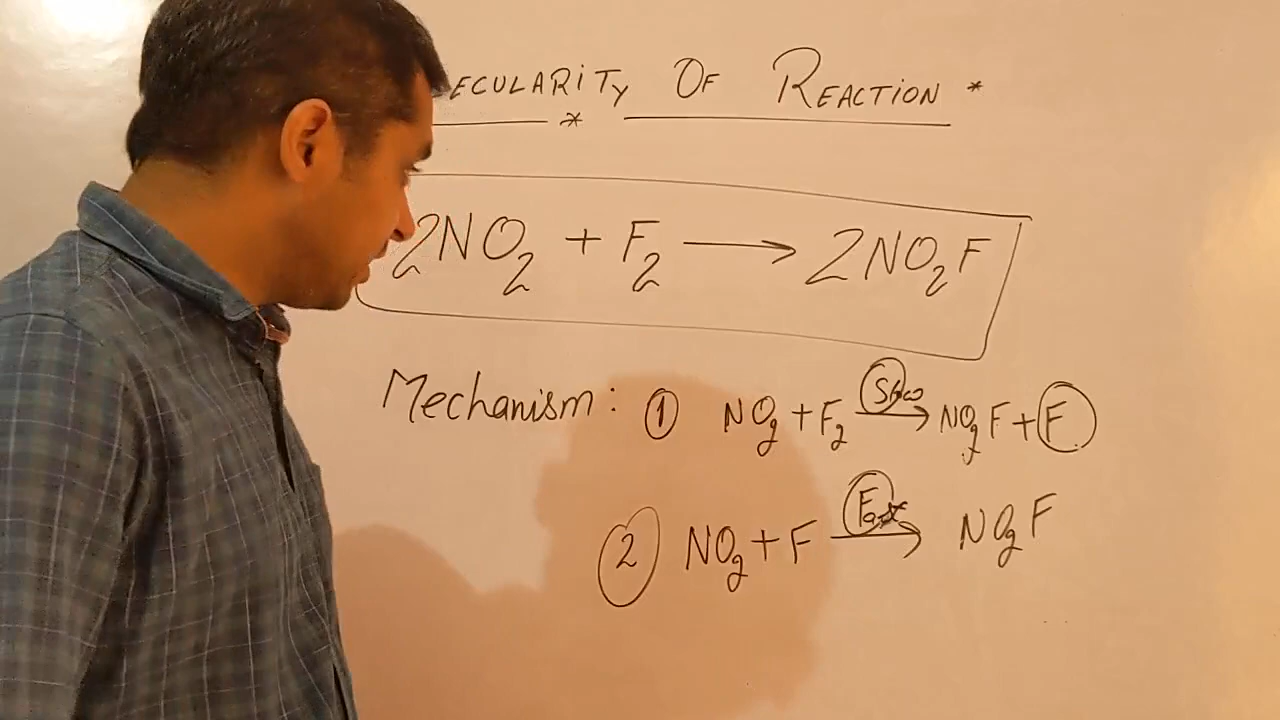 ECULARITY OF REACTION *
*
2NO₂ + F₂ → 2NO₂F
Mechanism: ① NO₂ + F₂ →(Slow) NO₂F + F
② NO₂ + F →(Fast) NO₂F